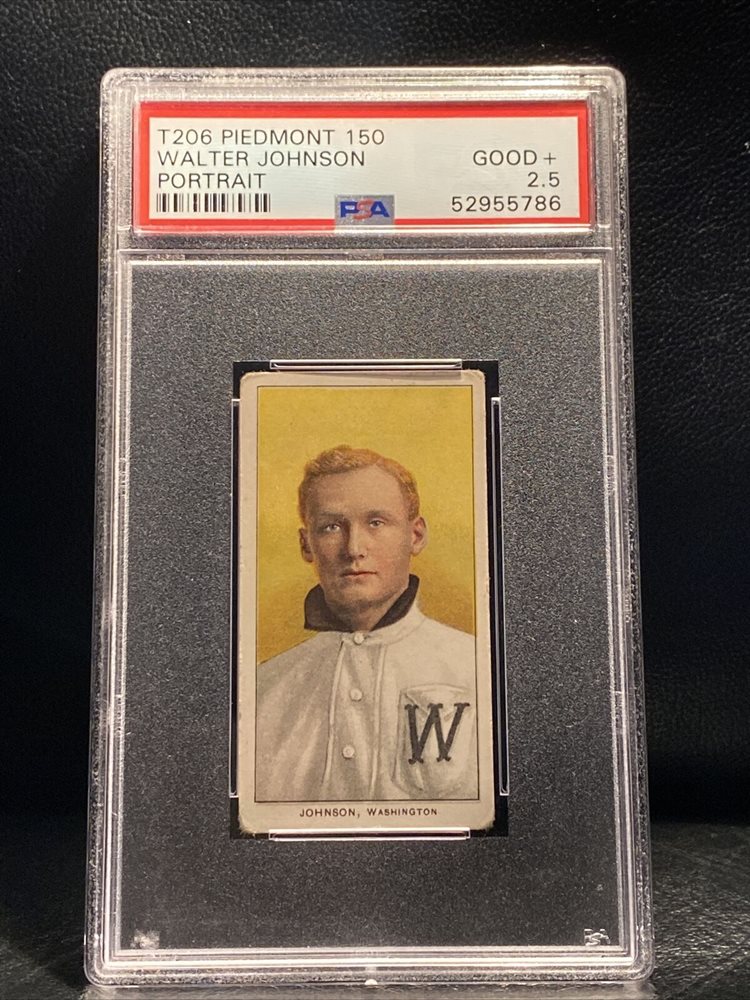 T206 PIEDMONT 150
WALTER JOHNSON GOOD +
PORTRAIT 2.5
PSA 52955786
W
JOHNSON, WASHINGTON